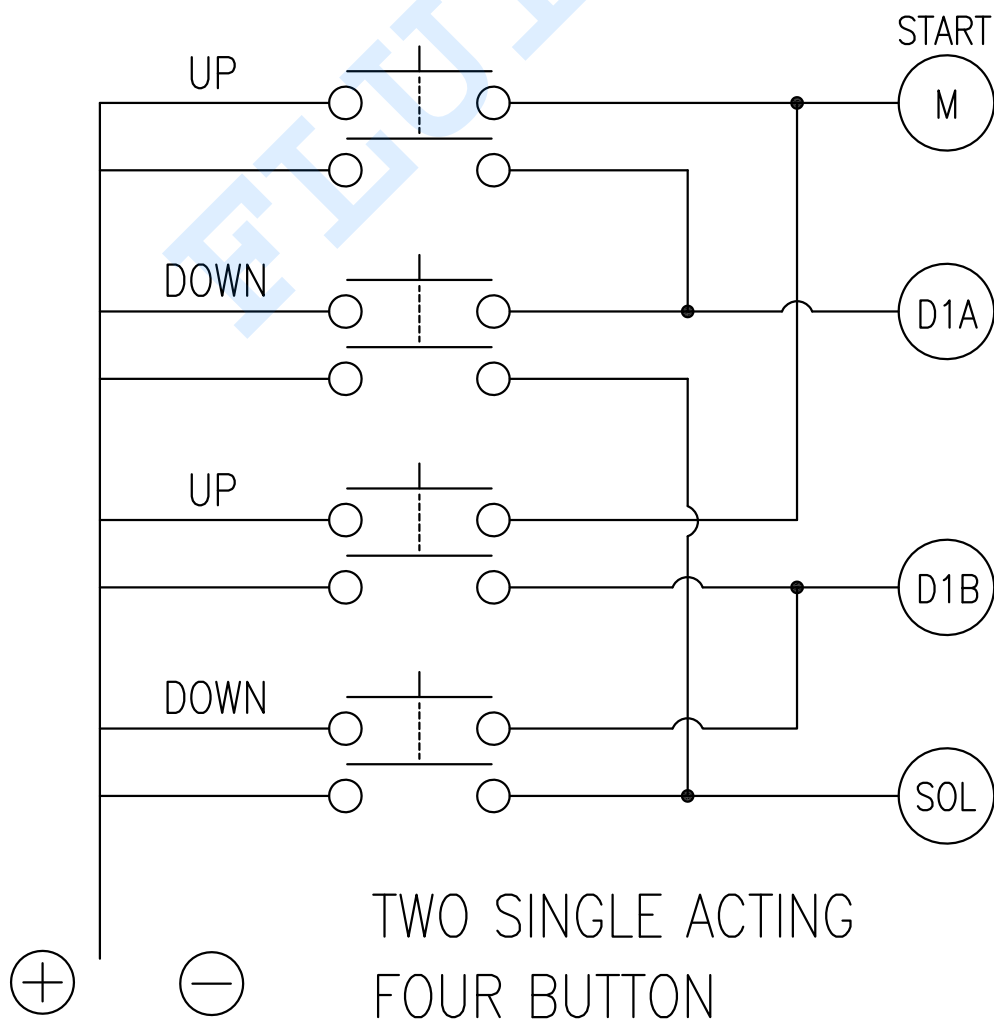 START
UP
M
DOWN
D1A
UP
D1B
DOWN
SOL
TWO SINGLE ACTING
FOUR BUTTON